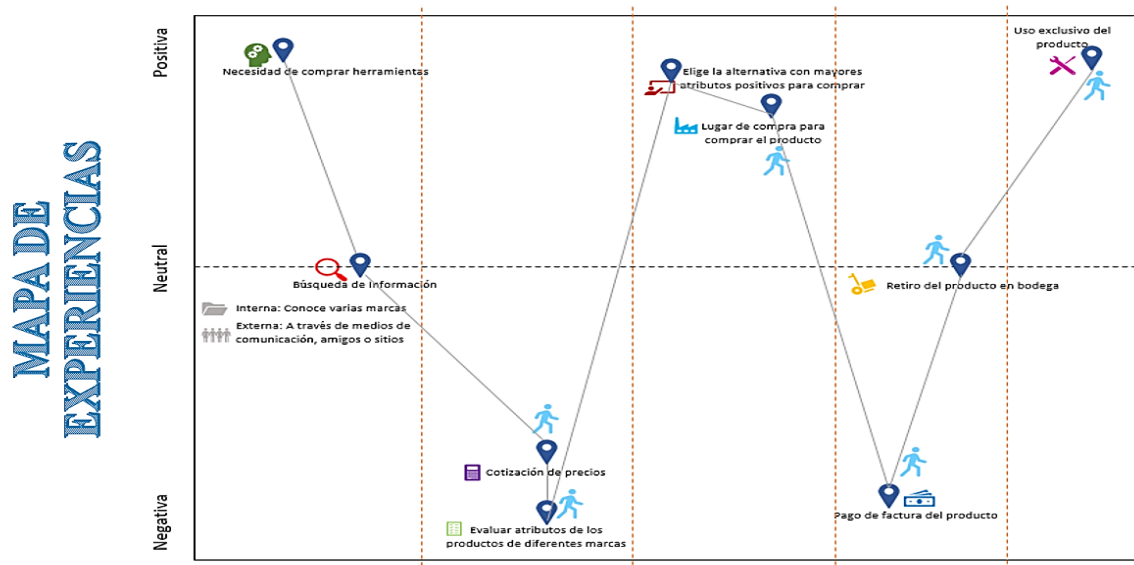 MAPA DE
EXPERIENCIAS
Positiva
Neutral
Negativa
Necesidad de comprar herramientas
Búsqueda de Información
Interna: Conoce varias marcas
Externa: A través de medios de
comunicación, amigos o sitios
Cotización de precios
Evaluar atributos de los
productos de diferentes marcas
Elige la alternativa con mayores
atributos positivos para comprar
Lugar de compra para
comprar el producto
Pago de factura del producto
Retiro del producto en bodega
Uso exclusivo del
producto